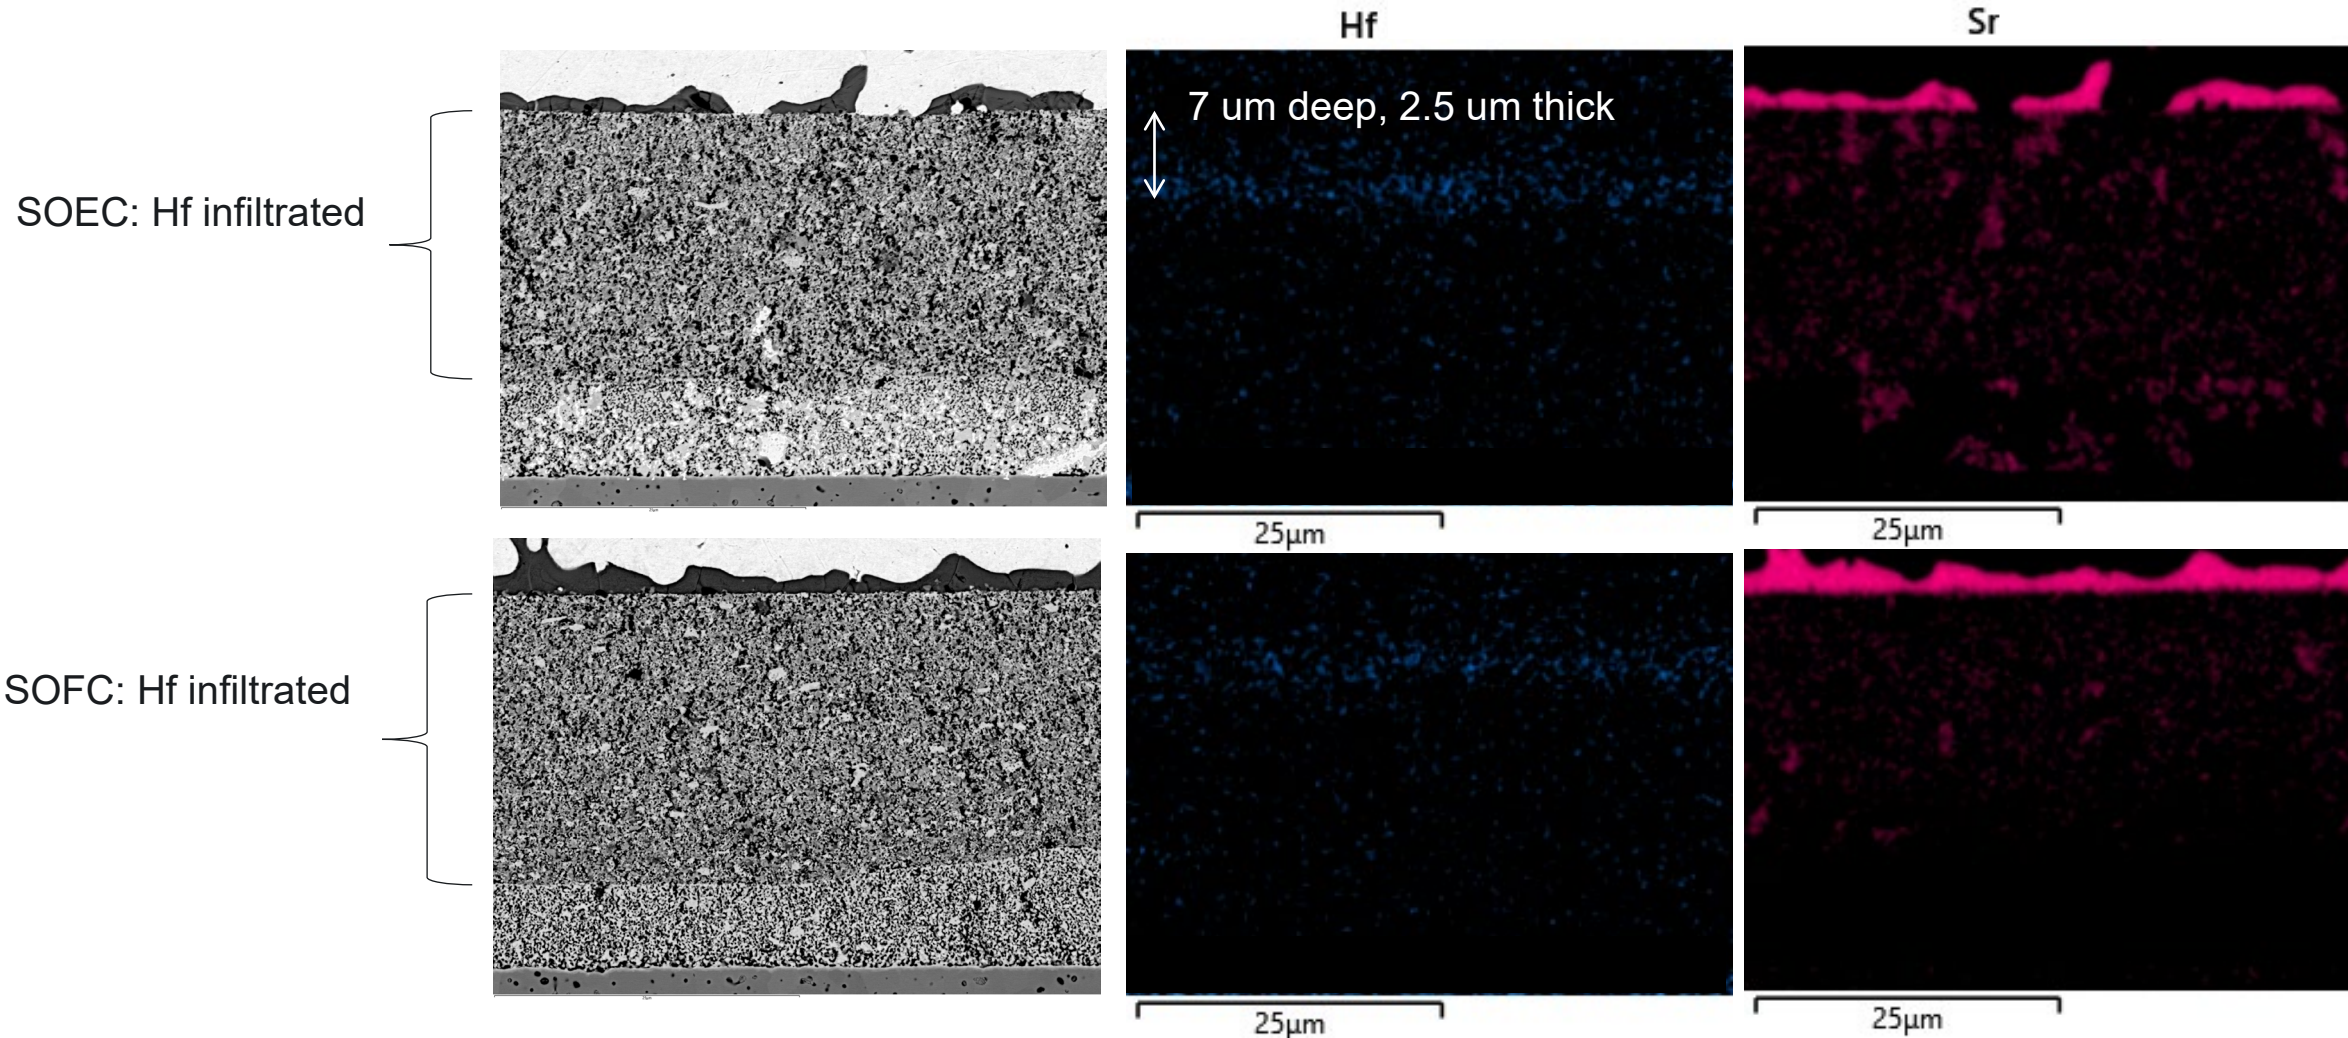 Hf
Sr
7 um deep, 2.5 um thick
SOEC: Hf infiltrated
25μm
25μm
SOFC: Hf infiltrated
25μm
25μm